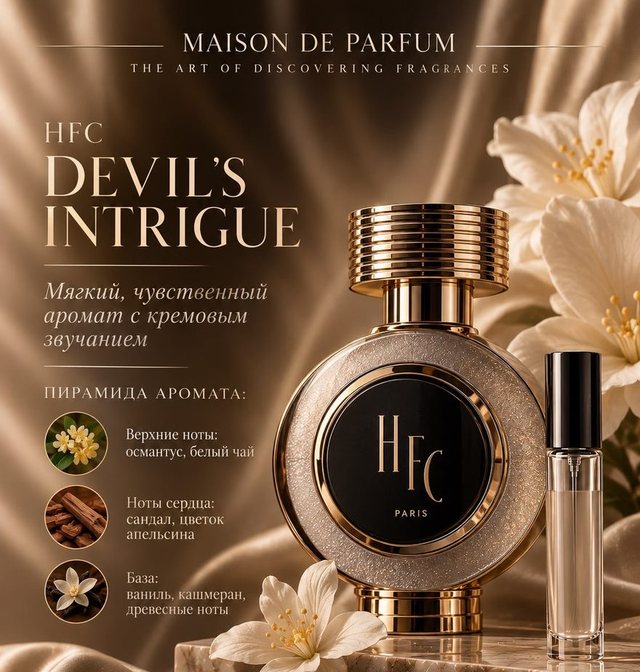 MAISON DE PARFUM
THE ART OF DISCOVERING FRAGRANCES
HFC
DEVIL'S
INTRIGUE
Мягкий, чувственный
аромат с кремовым
звучанием
ПИРАМИДА АРОМАТА:
Верхние ноты:
османтус, белый чай
Ноты сердца:
сандал, цветок
апельсина
База:
ваниль, кашмеран,
древесные ноты
HFC
PARIS